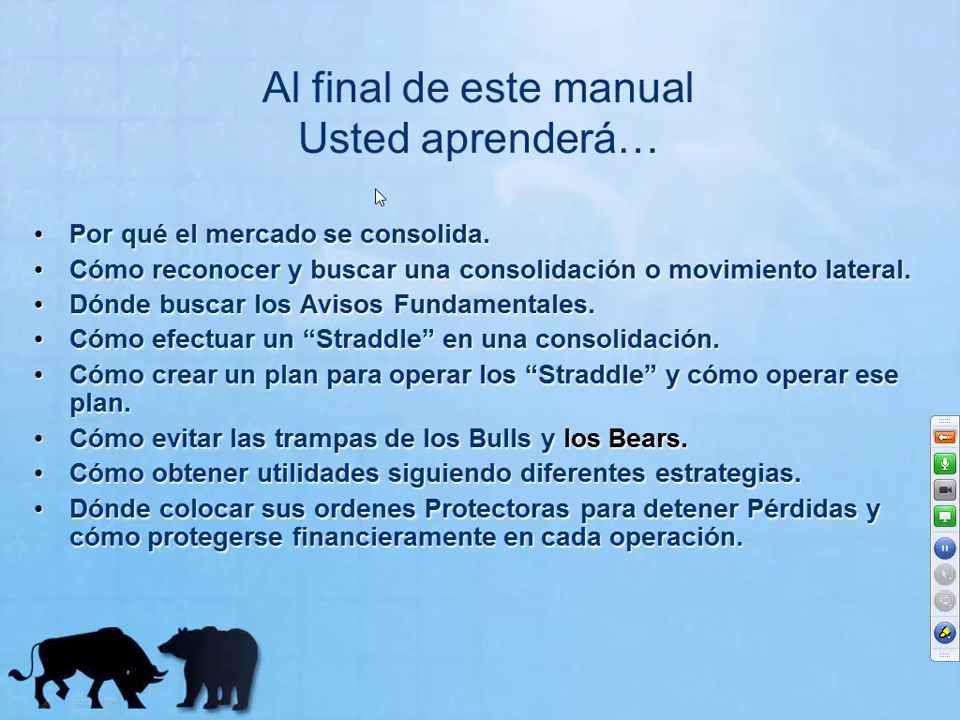 Al final de este manual
Usted aprenderá…
• Por qué el mercado se consolida.
• Cómo reconocer y buscar una consolidación o movimiento lateral.
• Dónde buscar los Avisos Fundamentales.
• Cómo efectuar un “Straddle” en una consolidación.
• Cómo crear un plan para operar los “Straddle” y cómo operar ese
plan.
• Cómo evitar las trampas de los Bulls y los Bears.
• Cómo obtener utilidades siguiendo diferentes estrategias.
• Dónde colocar sus ordenes Protectoras para detener Pérdidas y
cómo protegerse financieramente en cada operación.